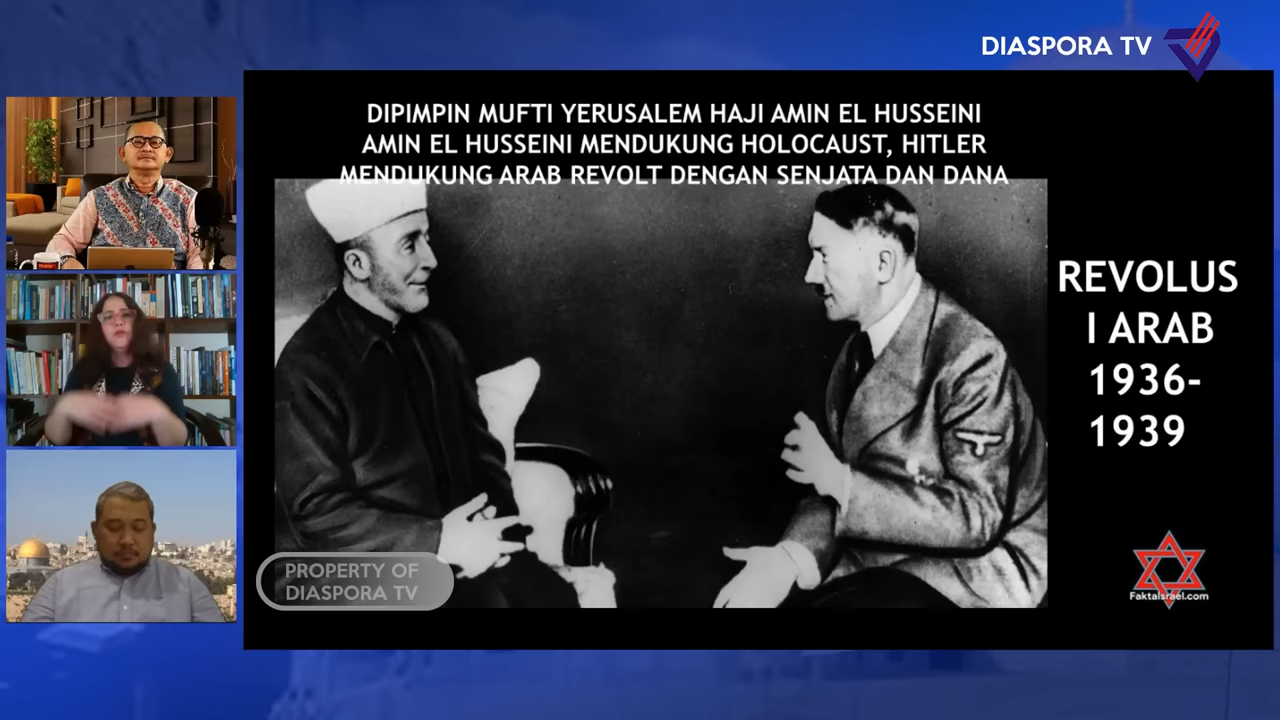 DIASPORA TV
DIPIMPIN MUFTI YERUSALEM HAJI AMIN EL HUSSEINI
AMIN EL HUSSEINI MENDUKUNG HOLOCAUST, HITLER
MENDUKUNG ARAB REVOLT DENGAN SENJATA DAN DANA
REVOLUS
I ARAB
1936-
1939
PROPERTY OF
DIASPORA TV
FaktaIsrael.com